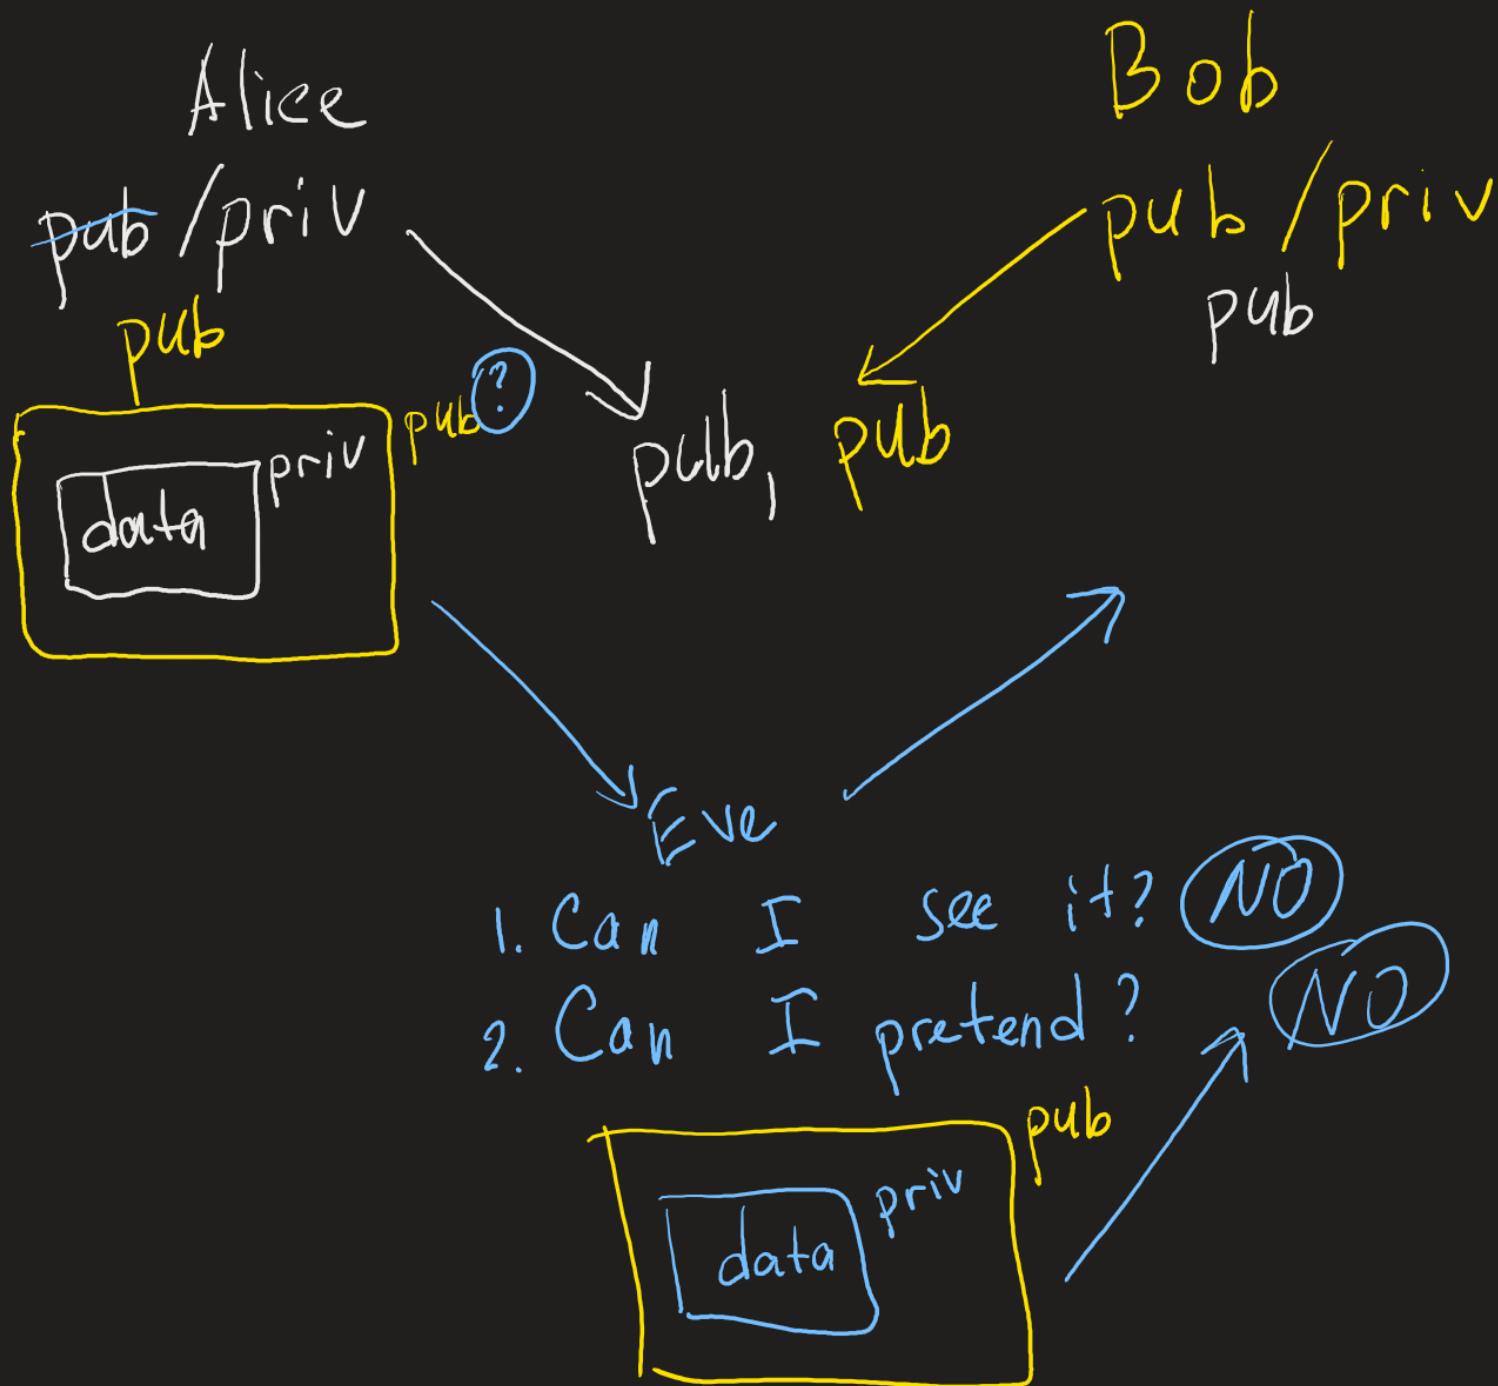 Alice
Bob
pub/priv
pub/priv
pub
pub
pub ?
pub, pub
priv
data
Eve
1. Can I see it? NO
2. Can I pretend? NO
pub
priv
data